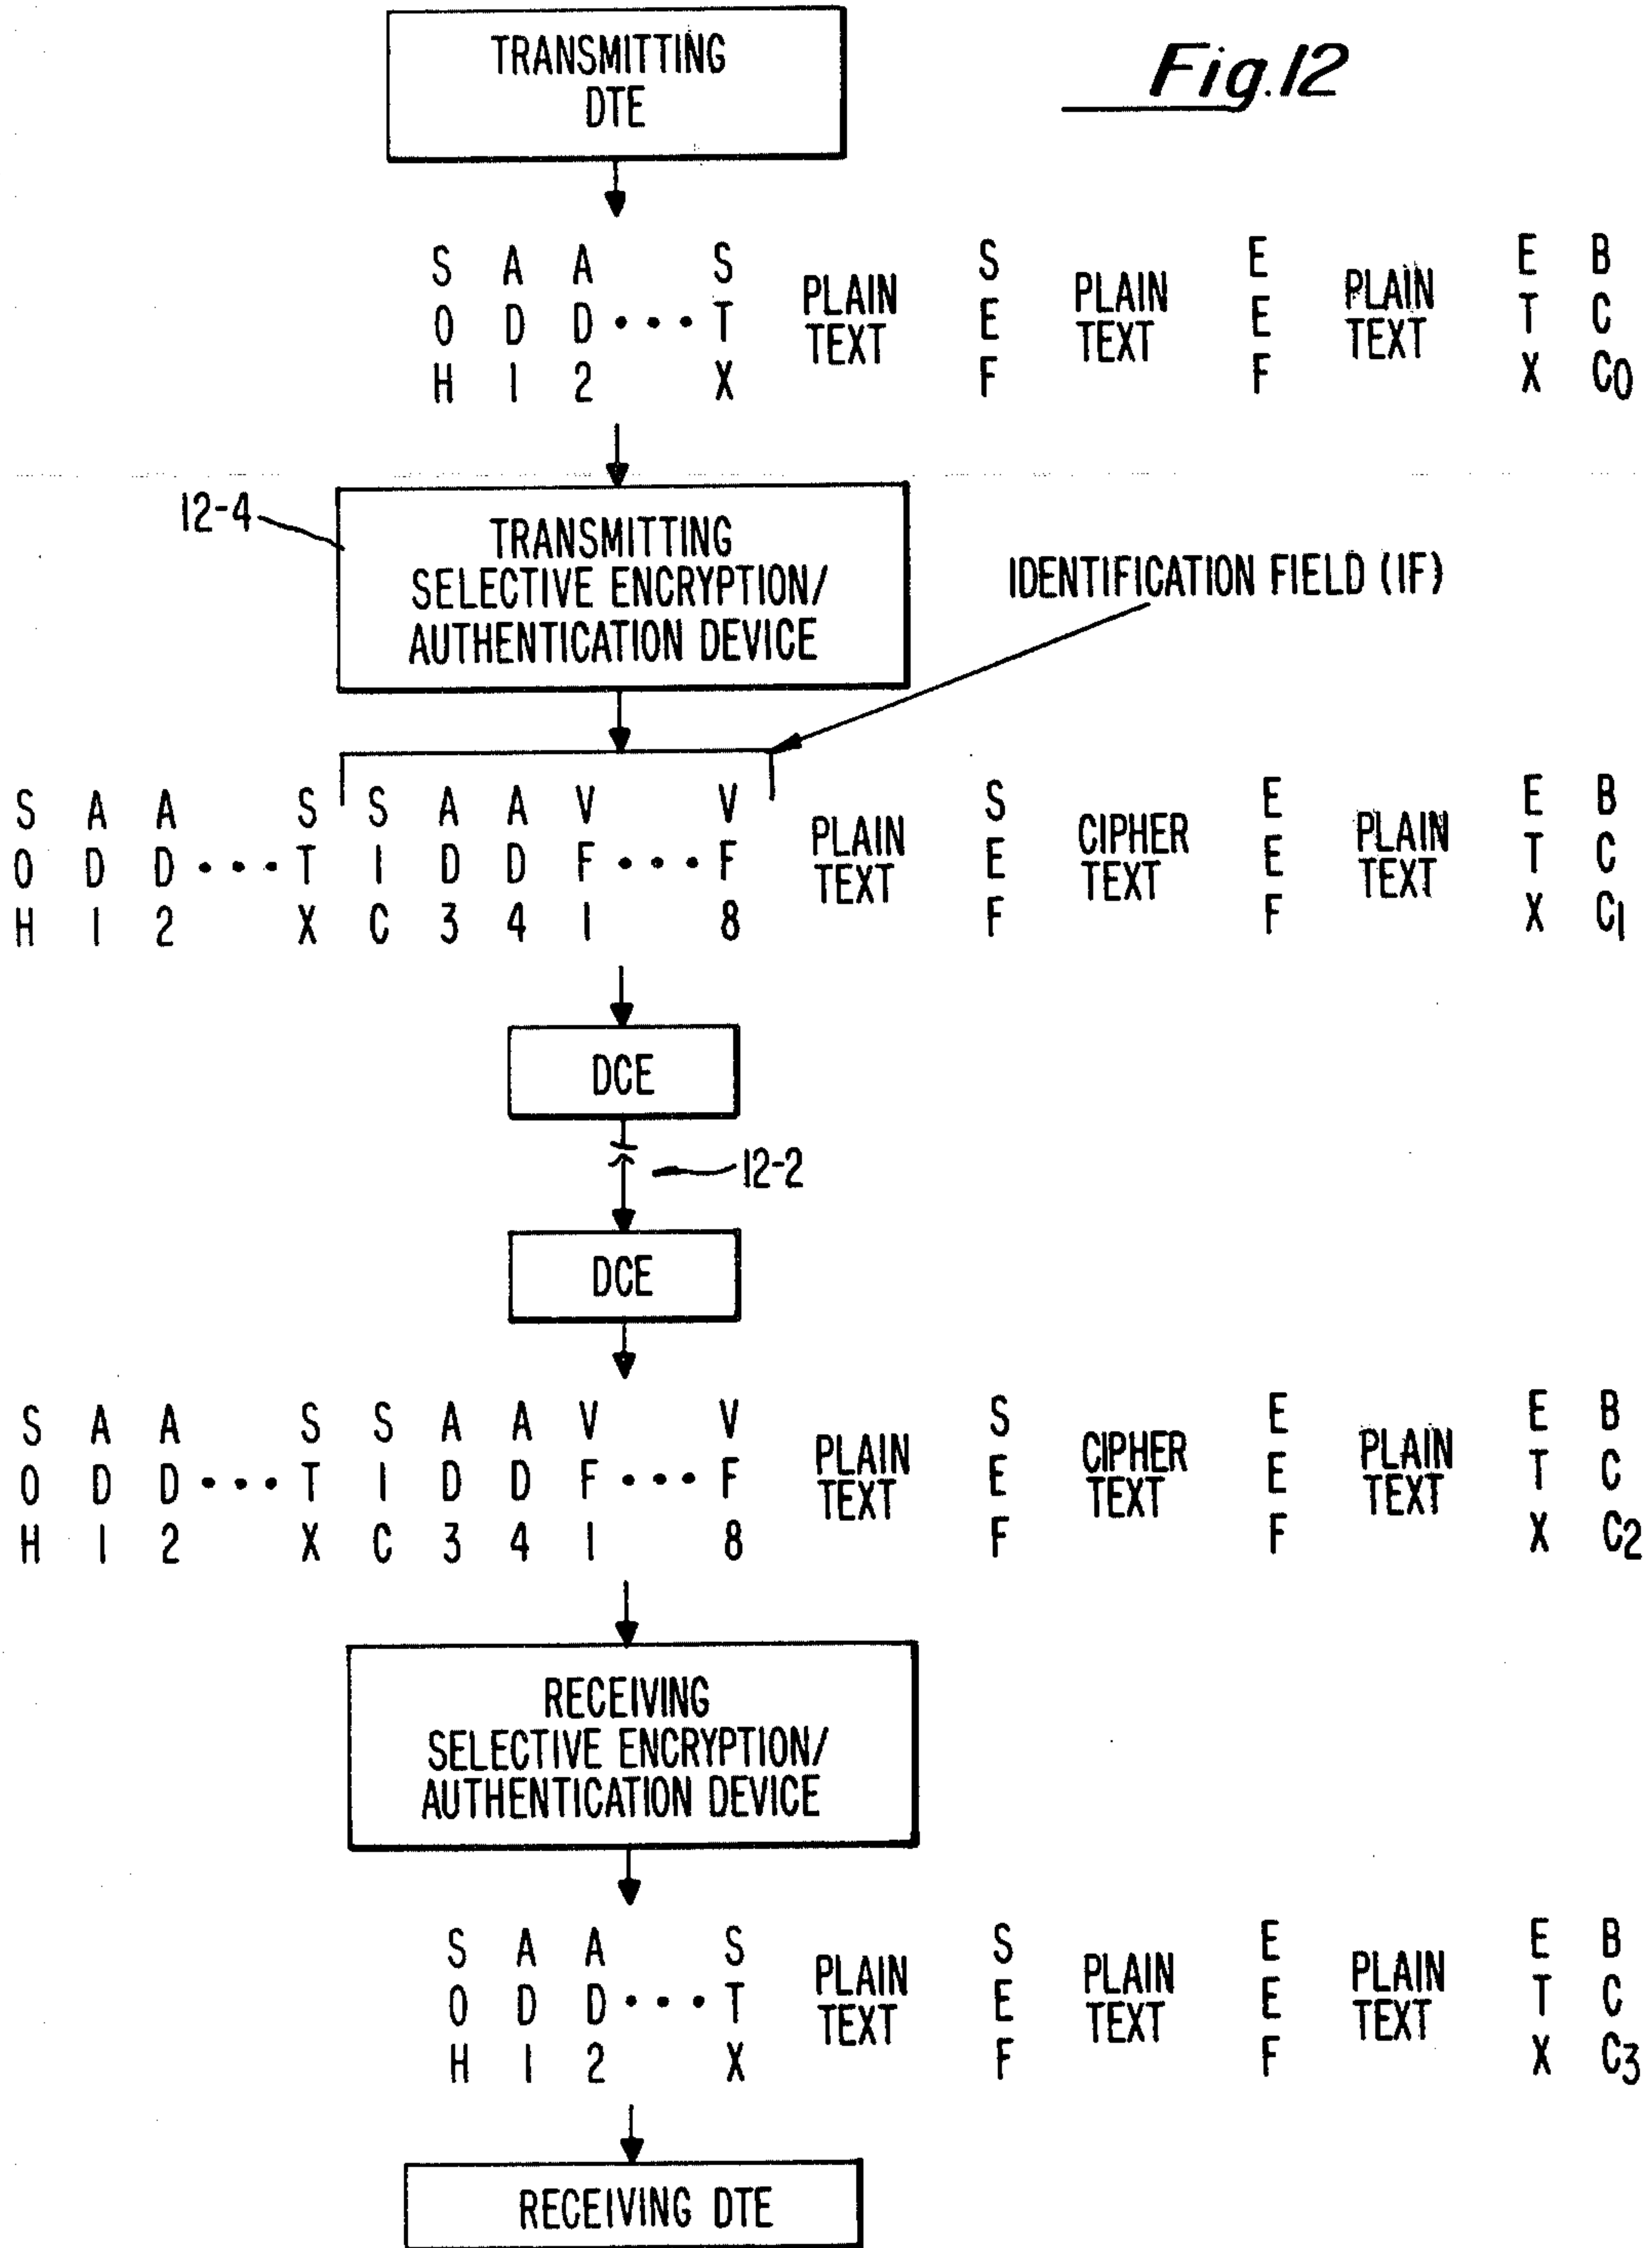 TRANSMITTING
DTE
Fig. 12
S A A S S E E B
O D D • • • T PLAIN TEXT E PLAIN TEXT E PLAIN TEXT T C
H 1 2 X F F X C0
12-4
TRANSMITTING
SELECTIVE ENCRYPTION/
AUTHENTICATION DEVICE
IDENTIFICATION FIELD (IF)
S A A S S A A V V S E E B
O D D • • • T I D D F • • • F PLAIN TEXT E CIPHER TEXT E PLAIN TEXT T C
H 1 2 X C 3 4 1 8 F F X C1
DCE
12-2
DCE
S A A S S A A V V S E E B
O D D • • • T I D D F • • • F PLAIN TEXT E CIPHER TEXT E PLAIN TEXT T C
H 1 2 X C 3 4 1 8 F F X C2
RECEIVING
SELECTIVE ENCRYPTION/
AUTHENTICATION DEVICE
S A A S S E E B
O D D • • • T PLAIN TEXT E PLAIN TEXT E PLAIN TEXT T C
H 1 2 X F F X C3
RECEIVING DTE